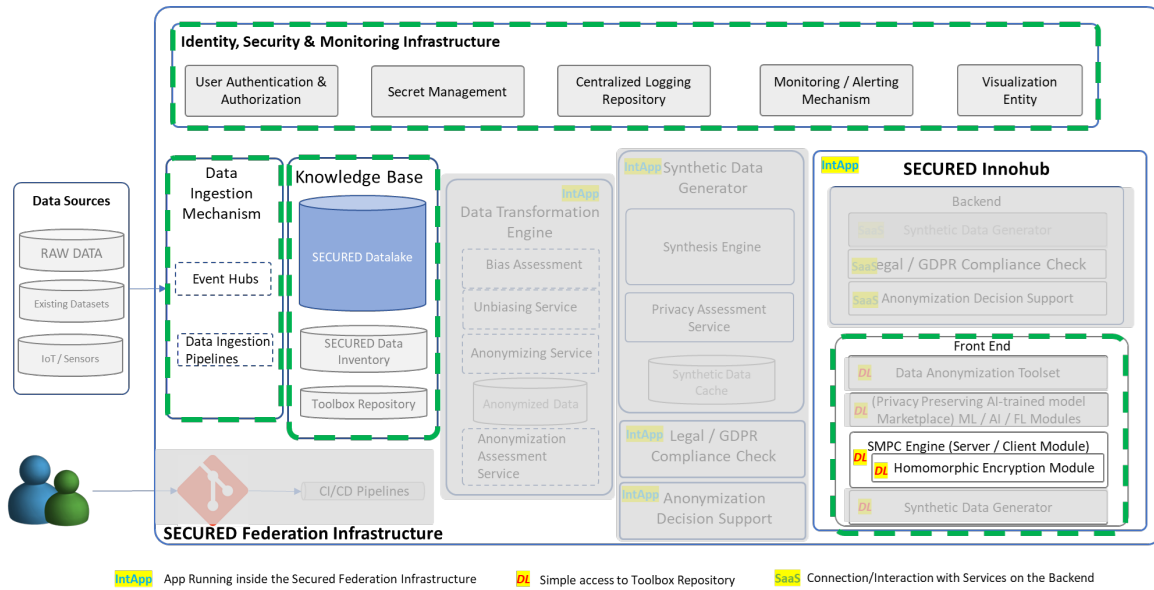 Identity, Security & Monitoring Infrastructure
User Authentication &
Authorization
Secret Management
Centralized Logging
Repository
Monitoring / Alerting
Mechanism
Visualization
Entity
Data Sources
RAW DATA
Existing Datasets
IoT / Sensors
Data
Ingestion
Mechanism
Event Hubs
Data Ingestion
Pipelines
Knowledge Base
SECURED Datalake
SECURED Data
Inventory
Toolbox Repository
IntApp
Data Transformation
Engine
Bias Assessment
Unbiasing Service
Anonymizing Service
Anonymized Data
Anonymization
Assessment
Service
IntApp Synthetic Data
Generator
Synthesis Engine
Privacy Assessment
Service
Synthetic Data
Cache
IntApp Legal / GDPR
Compliance Check
IntApp Anonymization
Decision Support
IntApp SECURED Innohub
Backend
SaaS Synthetic Data Generator
SaaS Legal / GDPR Compliance Check
SaaS Anonymization Decision Support
Front End
DL Data Anonymization Toolset
DL (Privacy Preserving AI-trained model
Marketplace) ML / AI / FL Modules
SMPC Engine (Server / Client Module)
DL
DL Homomorphic Encryption Module
DL Synthetic Data Generator
CI/CD Pipelines
SECURED Federation Infrastructure
IntApp App Running inside the Secured Federation Infrastructure
DL Simple access to Toolbox Repository
SaaS Connection/Interaction with Services on the Backend